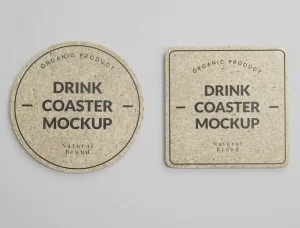 ORGANIC PRODUCT
DRINK
COASTER
MOCKUP
Natural
Brand
ORGANIC PRODUCT
DRINK
COASTER
MOCKUP
Natural
Brand